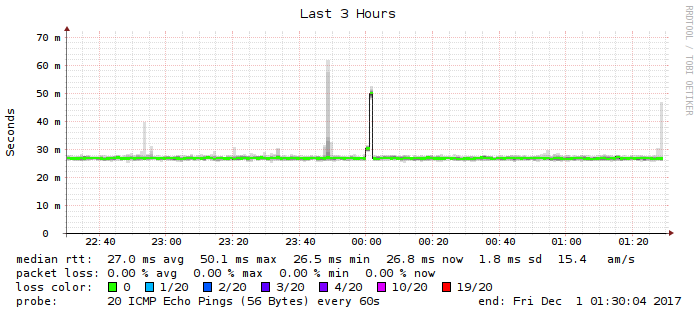 Last 3 Hours
RRDTOOL / TOBI OETIKER
Seconds
70 m
60 m
50 m
40 m
30 m
20 m
10 m
0
22:40 23:00 23:20 23:40 00:00 00:20 00:40 01:00 01:20
median rtt: 27.0 ms avg 50.1 ms max 26.5 ms min 26.8 ms now 1.8 ms sd 15.4 am/s
packet loss: 0.00 % avg 0.00 % max 0.00 % min 0.00 % now
loss color: 0 1/20 2/20 3/20 4/20 10/20 19/20
probe: 20 ICMP Echo Pings (56 Bytes) every 60s end: Fri Dec 1 01:30:04 2017